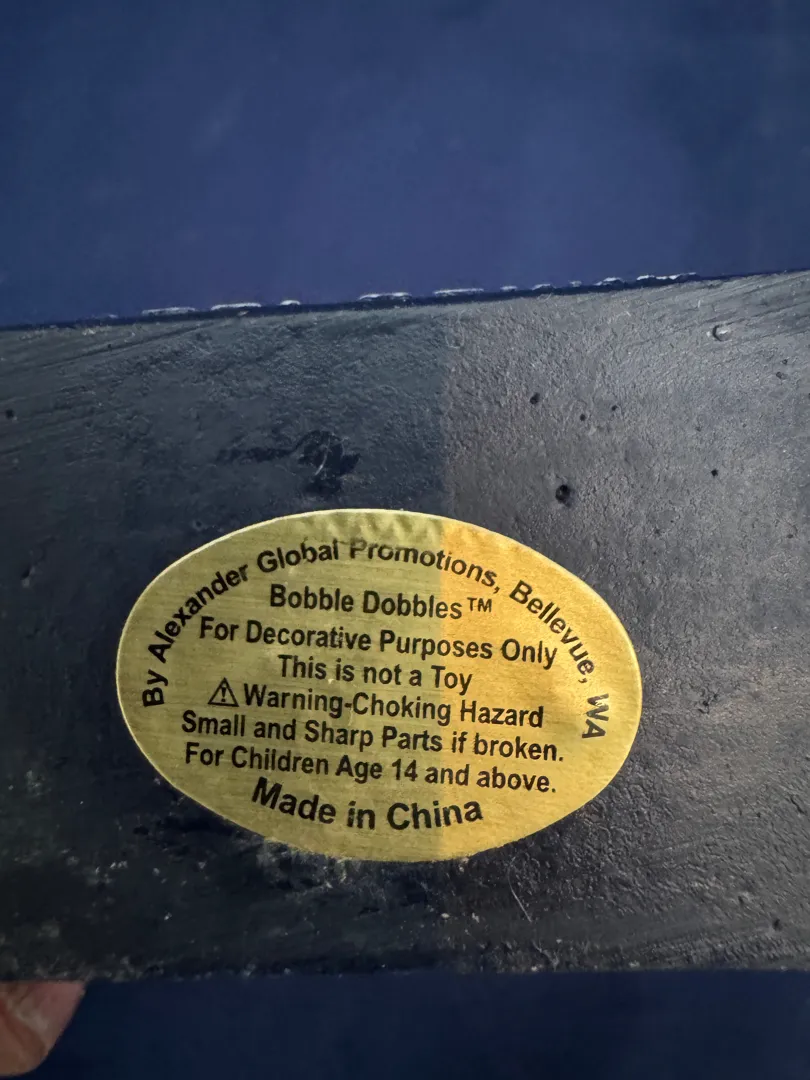 By Alexander Global Promotions, Bellevue, WA
Bobble Dobbles™
For Decorative Purposes Only
This is not a Toy
⚠Warning-Choking Hazard
Small and Sharp Parts if broken.
For Children Age 14 and above.
Made in China